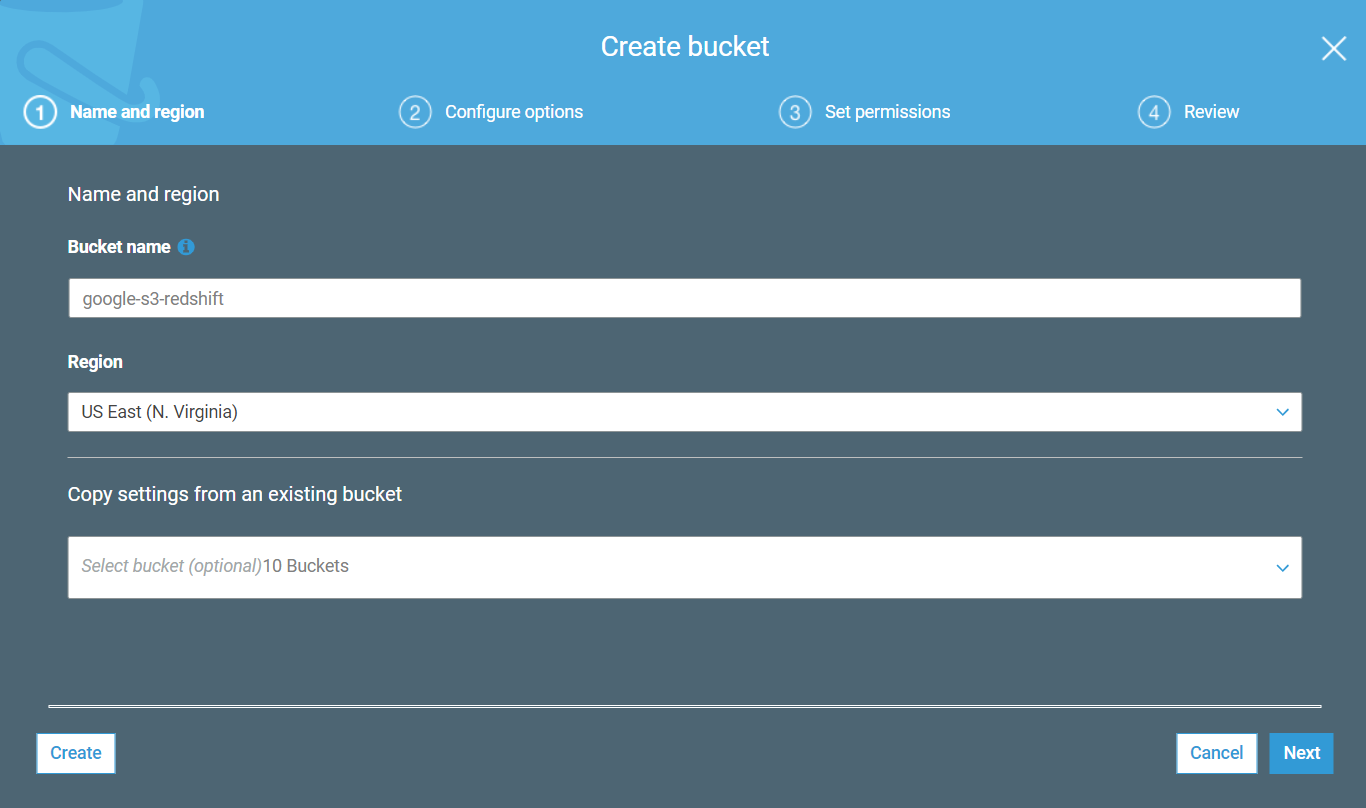 Create bucket
1 Name and region 2 Configure options 3 Set permissions 4 Review
Name and region
Bucket name
google-s3-redshift
Region
US East (N. Virginia)
Copy settings from an existing bucket
Select bucket (optional)10 Buckets
Create Cancel Next